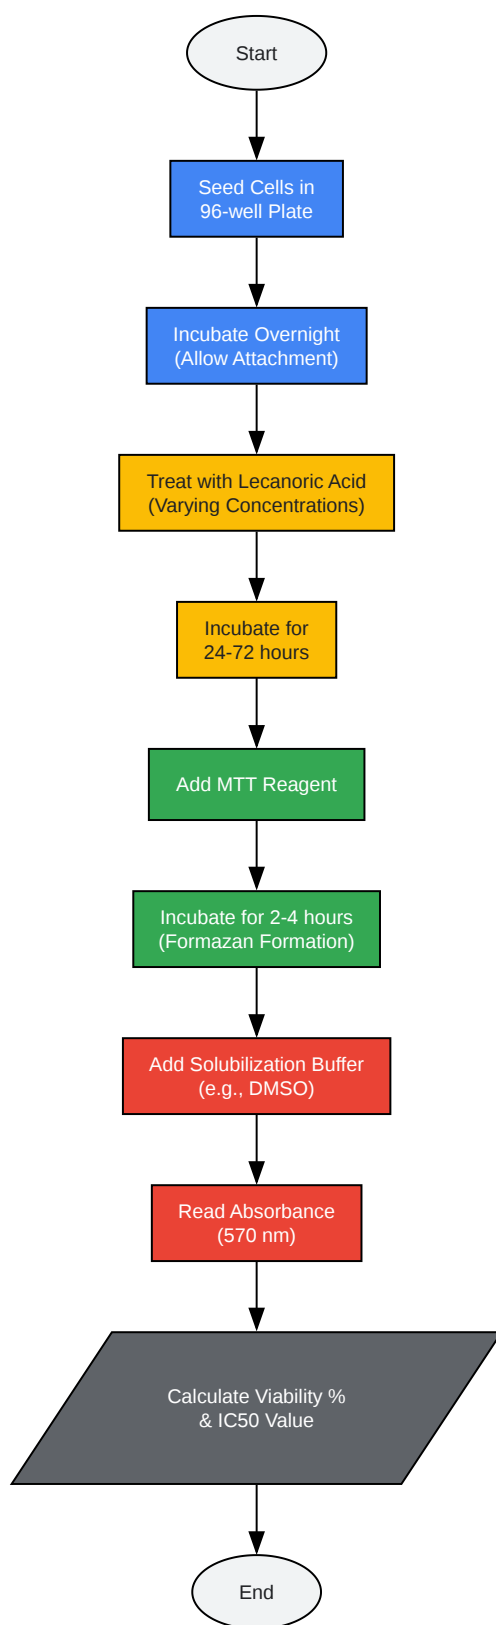 Start
Seed Cells in
96-well Plate
Incubate Overnight
(Allow Attachment)
Treat with Lecanoric Acid
(Varying Concentrations)
Incubate for
24-72 hours
Add MTT Reagent
Incubate for 2-4 hours
(Formazan Formation)
Add Solubilization Buffer
(e.g., DMSO)
Read Absorbance
(570 nm)
Calculate Viability %
& IC50 Value
End